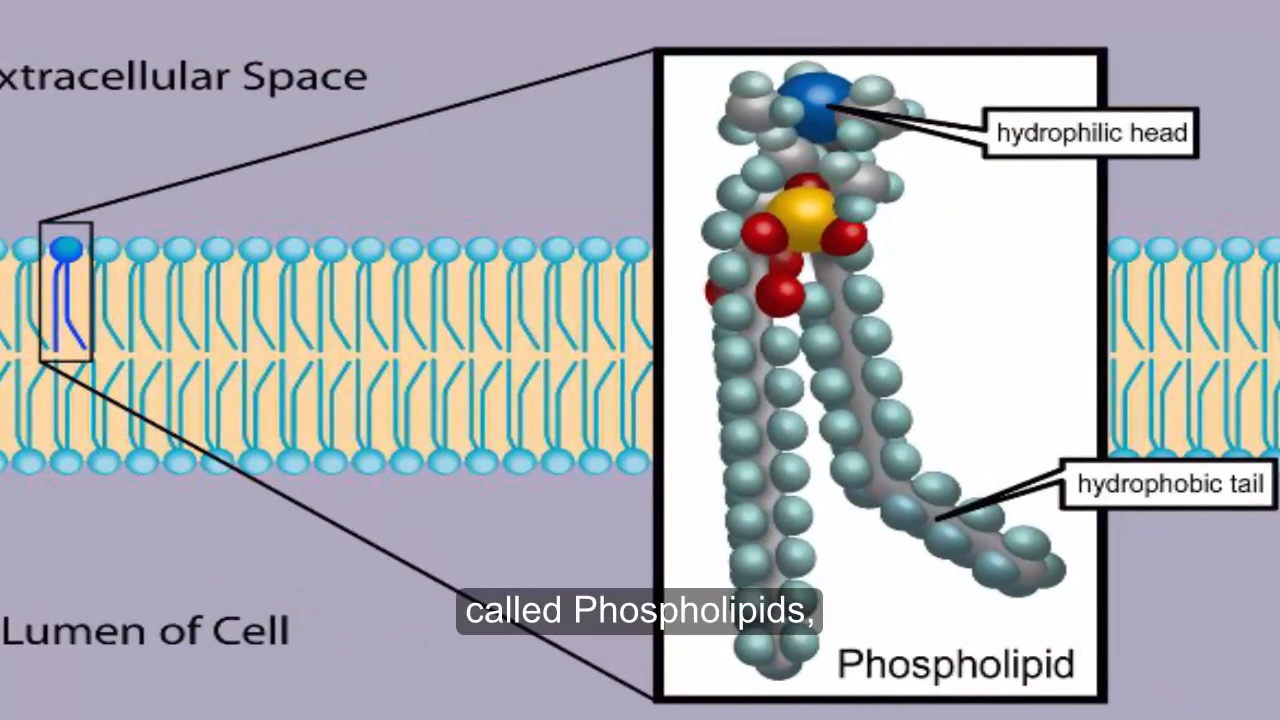 xtracellular Space
hydrophilic head
hydrophobic tail
called Phospholipids,
Lumen of Cell
Phospholipid